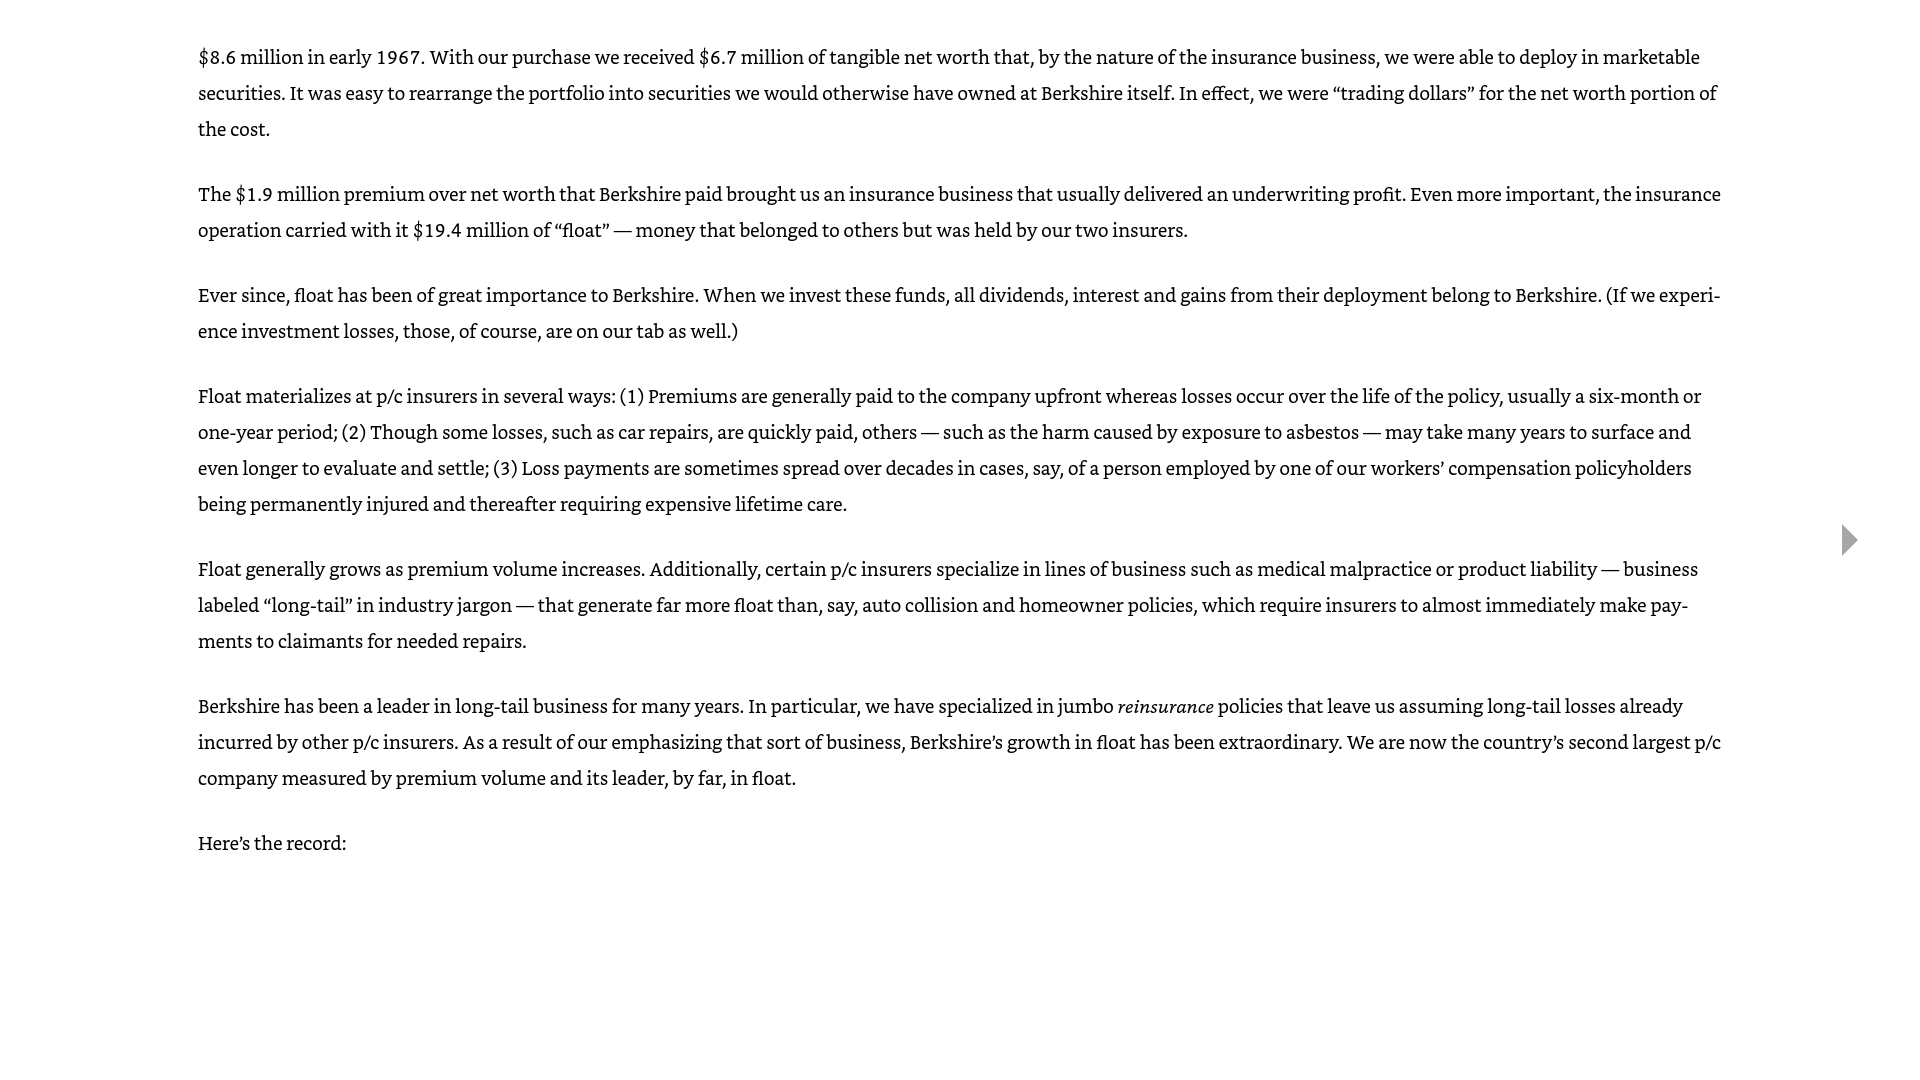 $8.6 million in early 1967. With our purchase we received $6.7 million of tangible net worth that, by the nature of the insurance business, we were able to deploy in marketable
securities. It was easy to rearrange the portfolio into securities we would otherwise have owned at Berkshire itself. In effect, we were “trading dollars” for the net worth portion of
the cost.
The $1.9 million premium over net worth that Berkshire paid brought us an insurance business that usually delivered an underwriting profit. Even more important, the insurance
operation carried with it $19.4 million of “float” — money that belonged to others but was held by our two insurers.
Ever since, float has been of great importance to Berkshire. When we invest these funds, all dividends, interest and gains from their deployment belong to Berkshire. (If we experi-
ence investment losses, those, of course, are on our tab as well.)
Float materializes at p/c insurers in several ways: (1) Premiums are generally paid to the company upfront whereas losses occur over the life of the policy, usually a six-month or
one-year period; (2) Though some losses, such as car repairs, are quickly paid, others — such as the harm caused by exposure to asbestos — may take many years to surface and
even longer to evaluate and settle; (3) Loss payments are sometimes spread over decades in cases, say, of a person employed by one of our workers’ compensation policyholders
being permanently injured and thereafter requiring expensive lifetime care.
Float generally grows as premium volume increases. Additionally, certain p/c insurers specialize in lines of business such as medical malpractice or product liability — business
labeled “long-tail” in industry jargon — that generate far more float than, say, auto collision and homeowner policies, which require insurers to almost immediately make pay-
ments to claimants for needed repairs.
Berkshire has been a leader in long-tail business for many years. In particular, we have specialized in jumbo reinsurance policies that leave us assuming long-tail losses already
incurred by other p/c insurers. As a result of our emphasizing that sort of business, Berkshire’s growth in float has been extraordinary. We are now the country’s second largest p/c
company measured by premium volume and its leader, by far, in float.
Here’s the record: